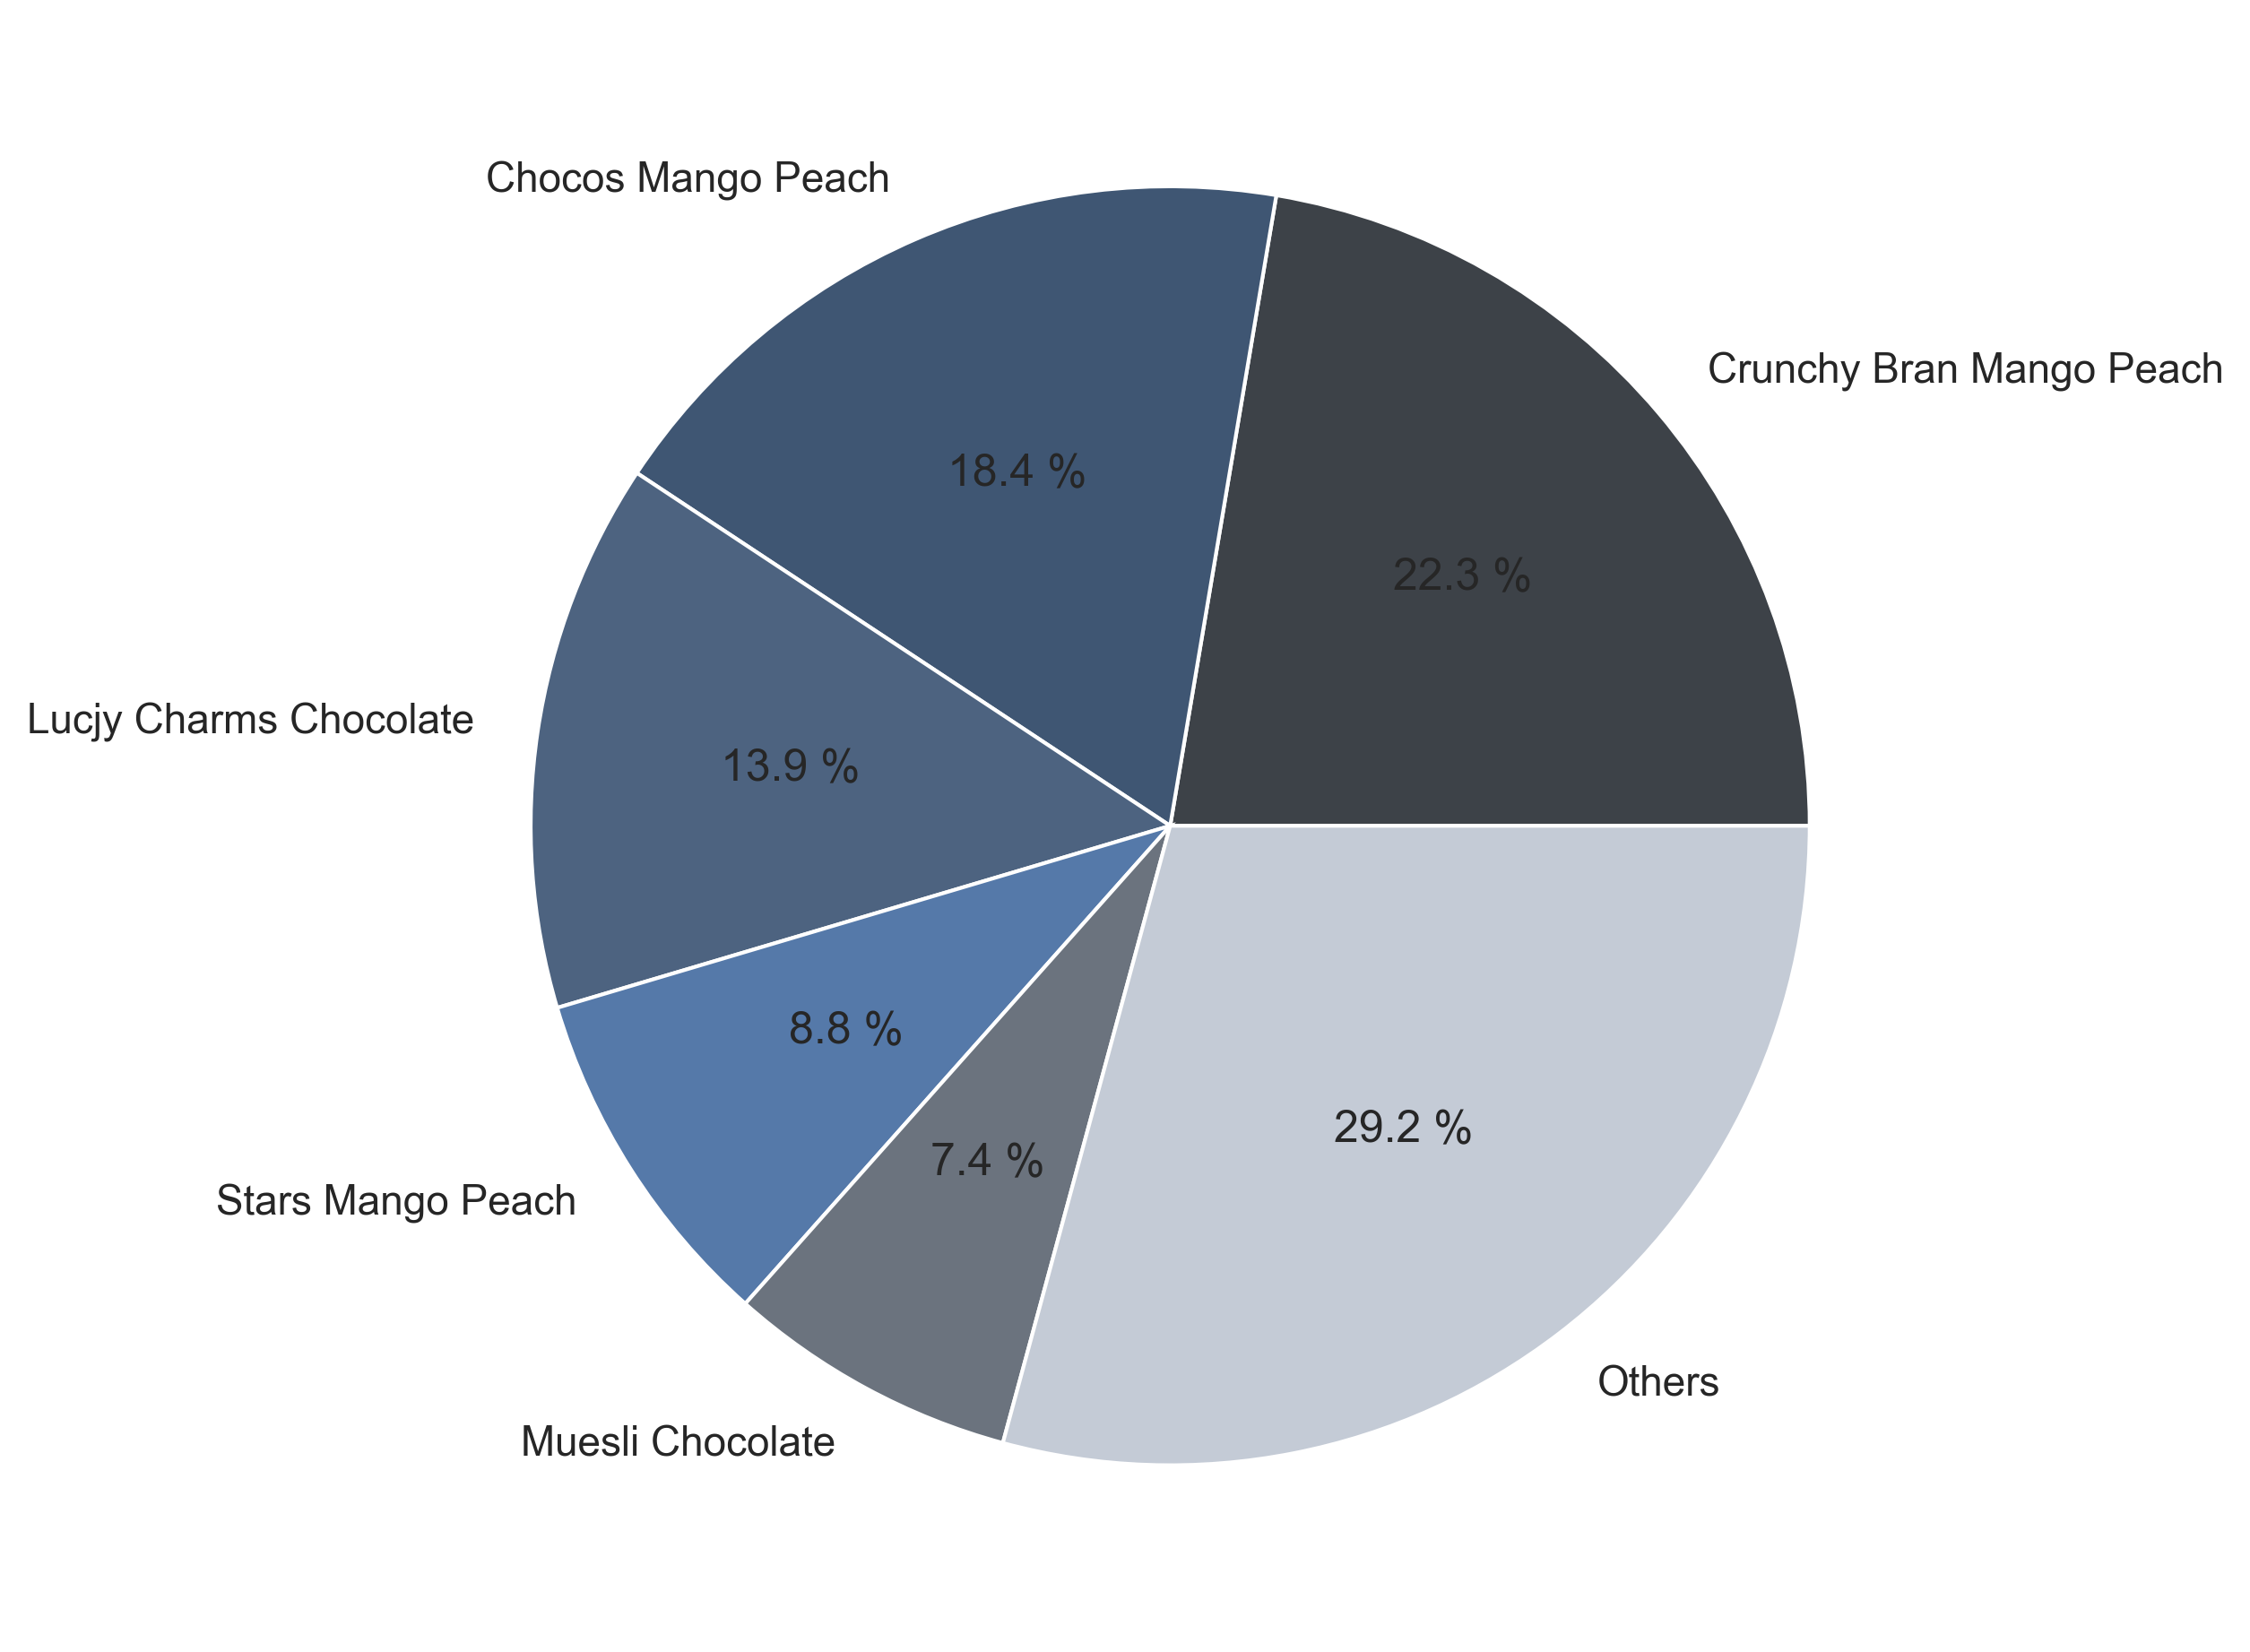 Chocos Mango Peach
Crunchy Bran Mango Peach
18.4 %
22.3 %
Lucjy Charms Chocolate
13.9 %
8.8 %
29.2 %
7.4 %
Stars Mango Peach
Others
Muesli Chocolate